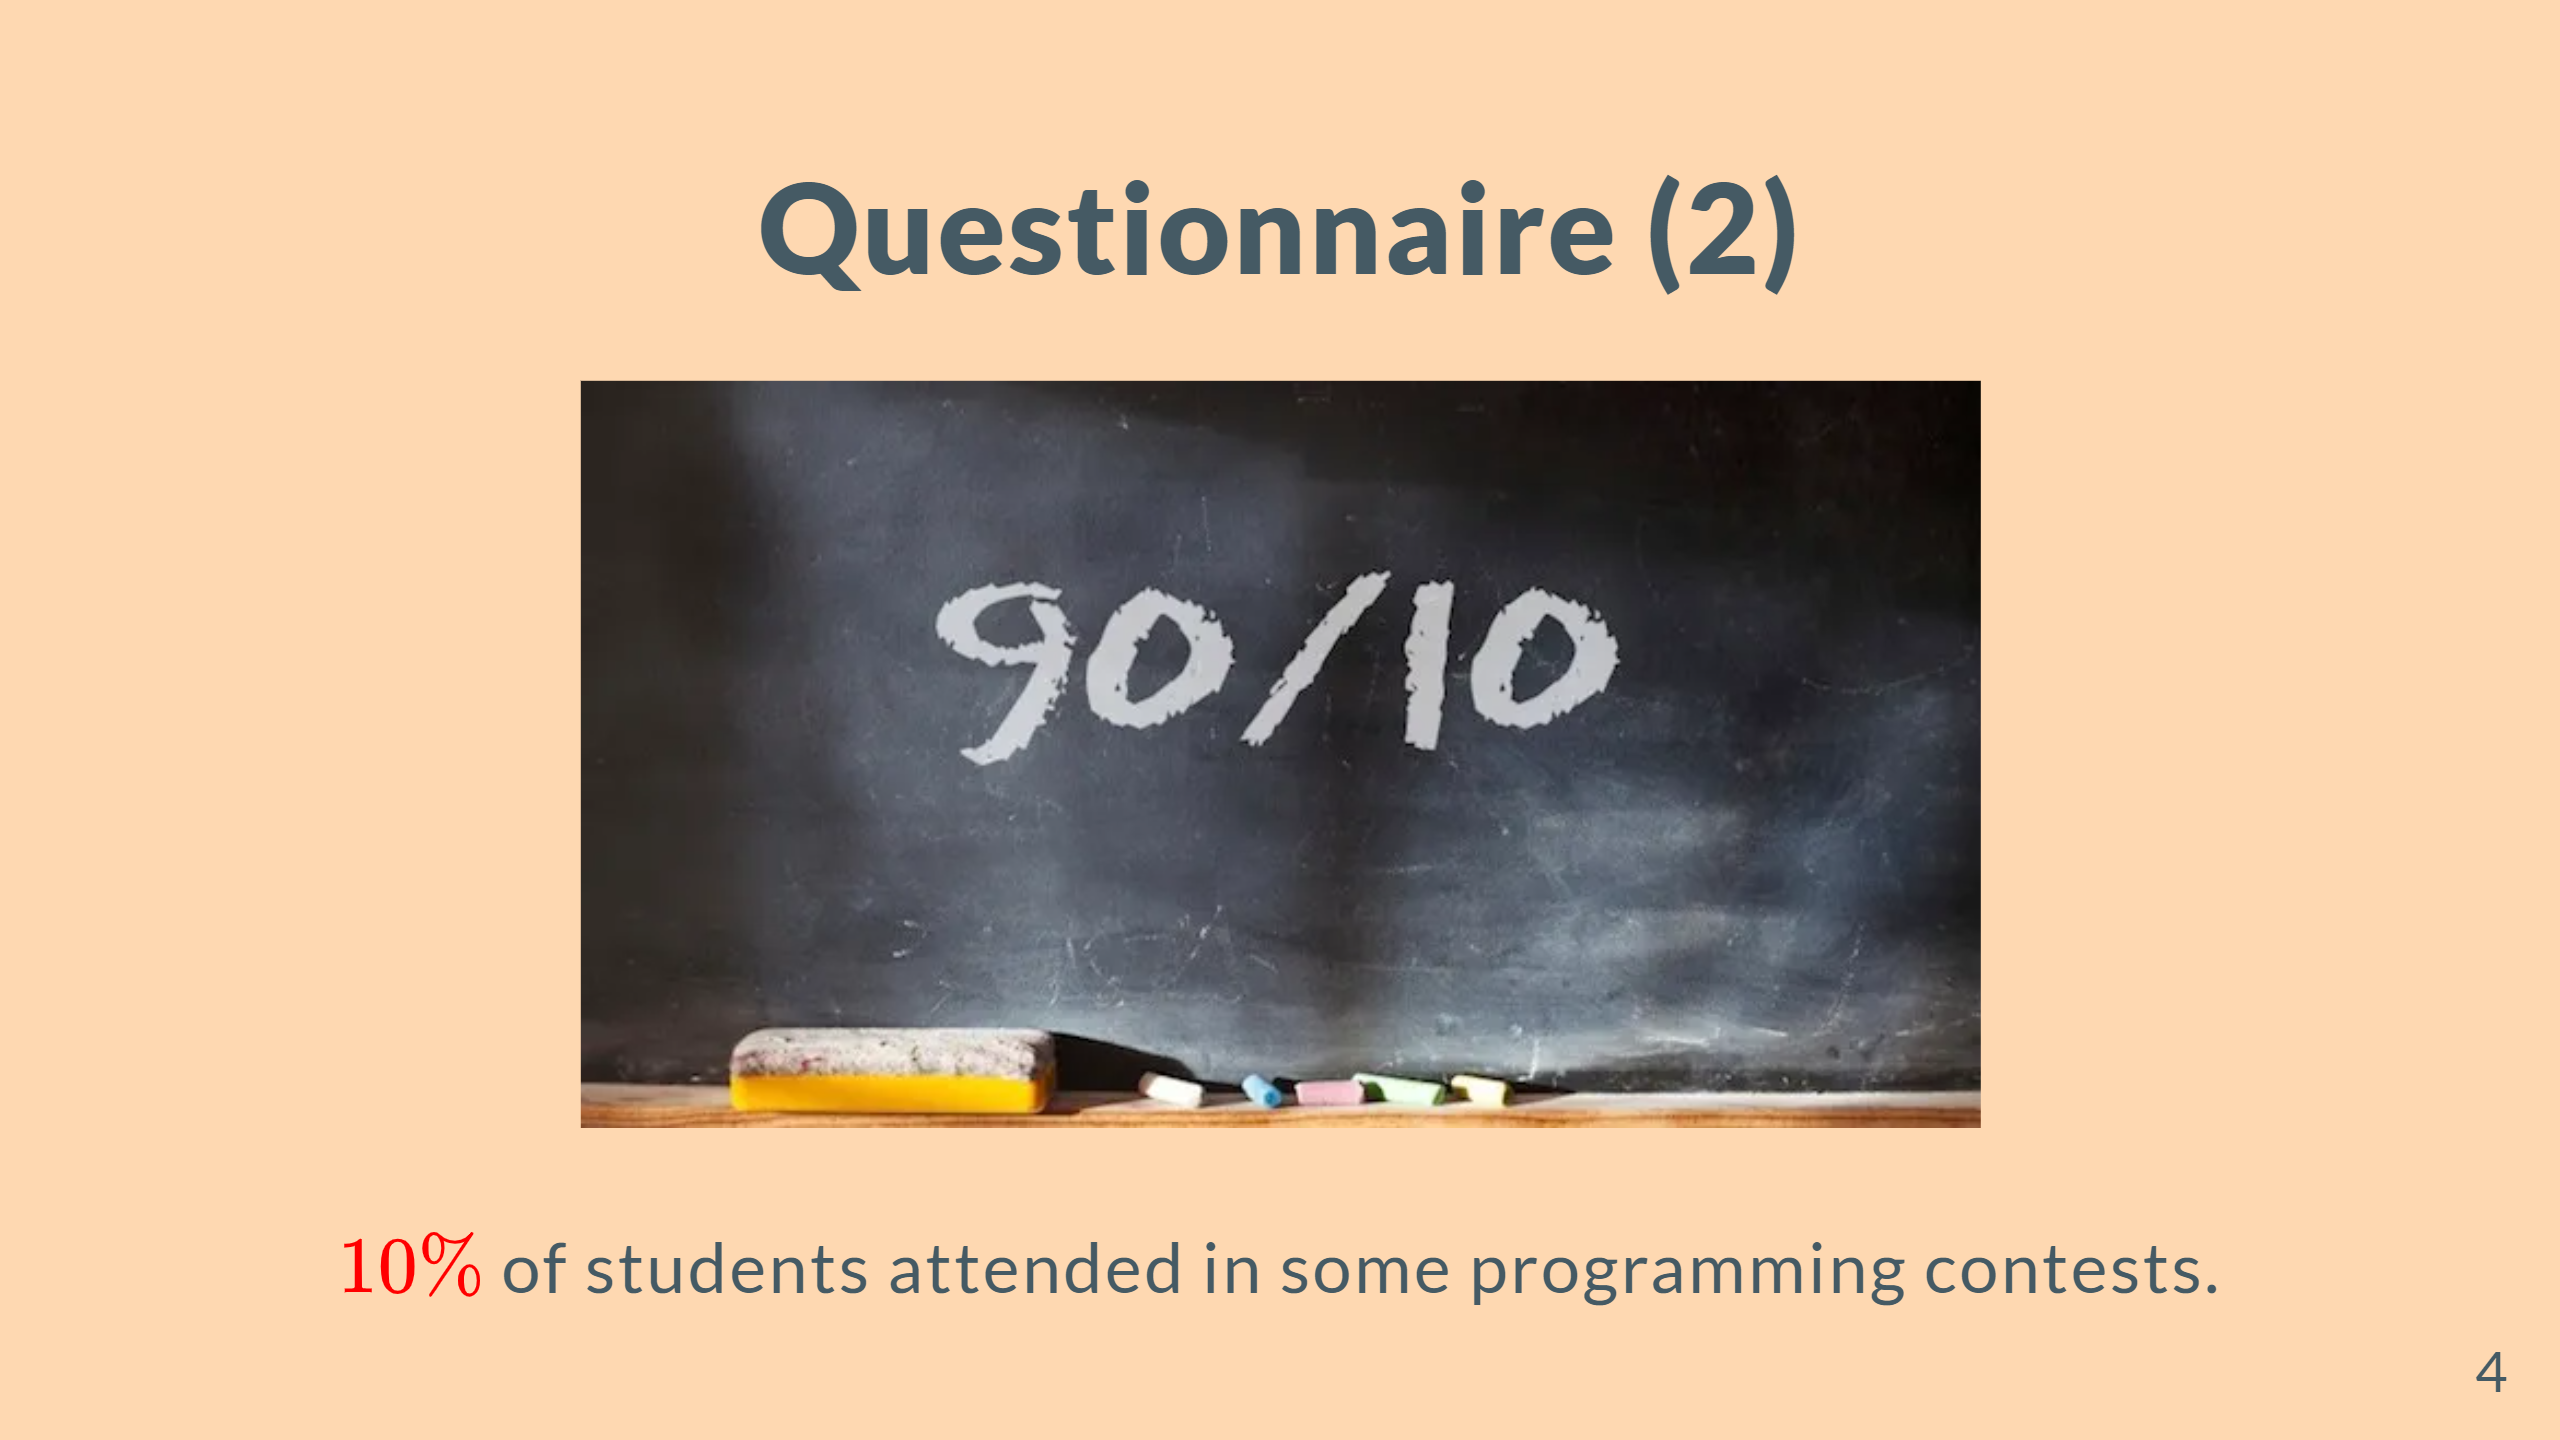 Questionnaire (2)
90/10
10% of students attended in some programming contests.
4